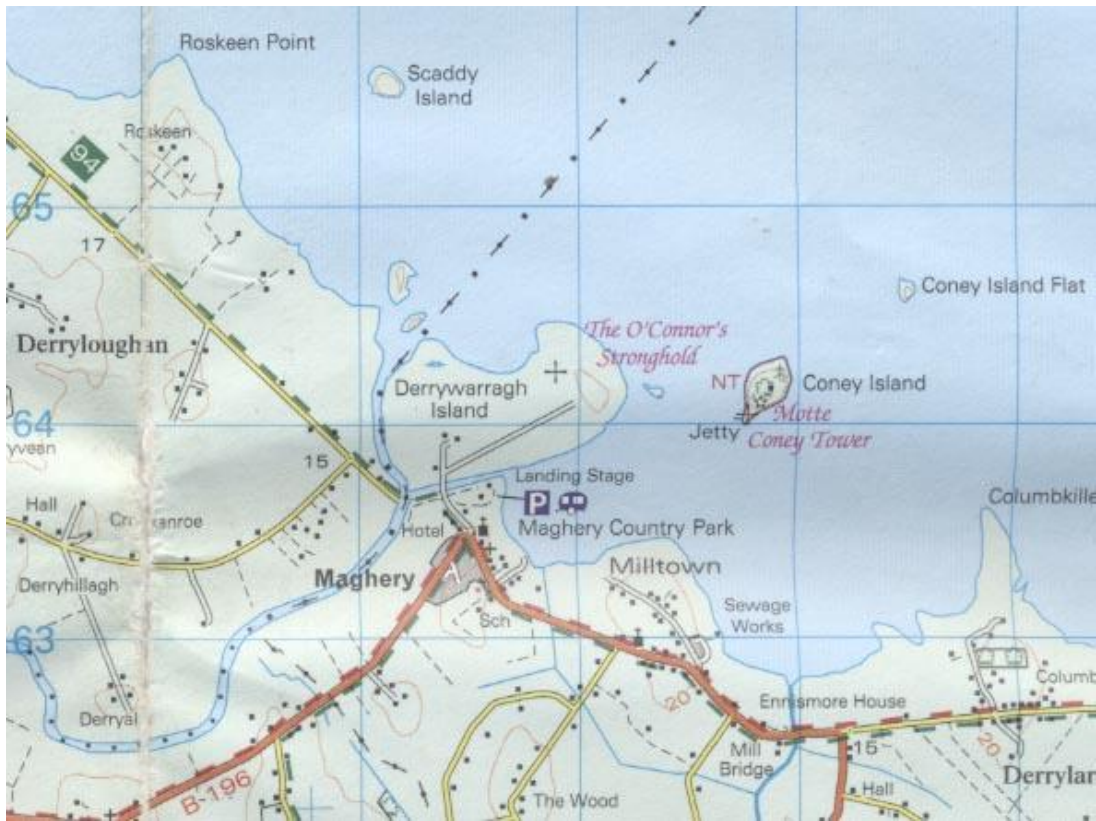 Roskeen Point
Scaddy
Island
Roskeen
94
65
17
Coney Island Flat
The O'Connor's
Stronghold
Derryloughan
Derrywarragh
Island
NT
Coney Island
Motte
Jetty
Coney Tower
64
yvean
15
Landing Stage
P
Hall
Hotel
Maghery Country Park
Columbkille
Maghery
Milltown
Derryhillagh
Sch
Sewage
Works
63
Columb
Ennismore House
20
Derryal
15
20
Mill
Bridge
B-196
The Wood
Hall
Derrylar